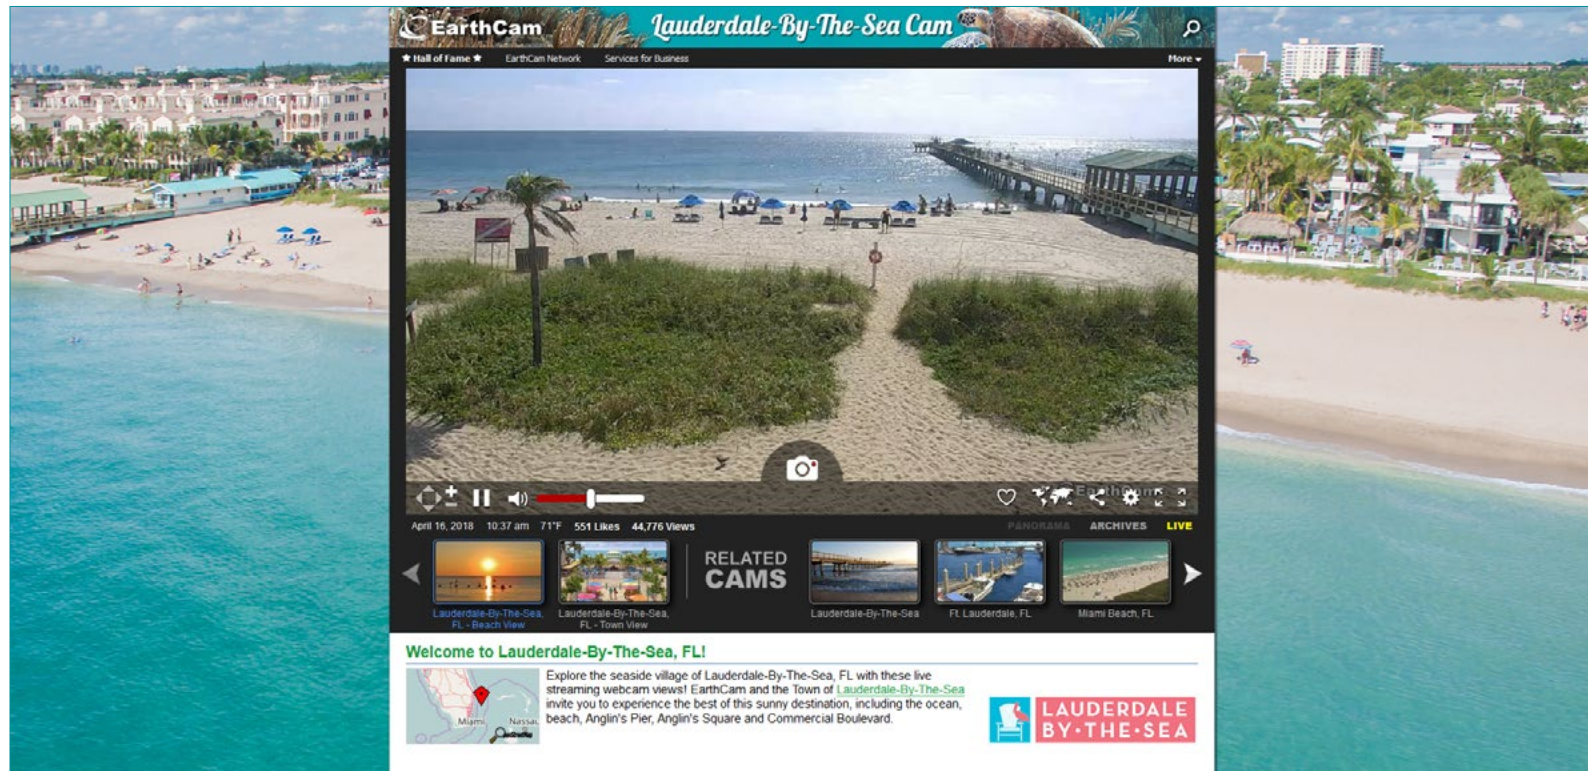 EarthCam
Lauderdale-By-The-Sea Cam
★ Hall of Fame ★ EarthCam Network Services for Business More
EarthCam
April 16, 2018 10:37 am 71°F 551 Likes 44,776 Views PANORAMA ARCHIVES LIVE
RELATED
CAMS
Lauderdale-By-The-Sea,
FL - Beach View
Lauderdale-By-The-Sea,
FL - Town View
Lauderdale-By-The-Sea
Ft. Lauderdale, FL
Miami Beach, FL
Welcome to Lauderdale-By-The-Sea, FL!
Explore the seaside village of Lauderdale-By-The-Sea, FL with these live
streaming webcam views! EarthCam and the Town of Lauderdale-By-The-Sea
invite you to experience the best of this sunny destination, including the ocean,
beach, Anglin's Pier, Anglin's Square and Commercial Boulevard.
Miami
Nassau
LAUDERDALE
BY•THE•SEA